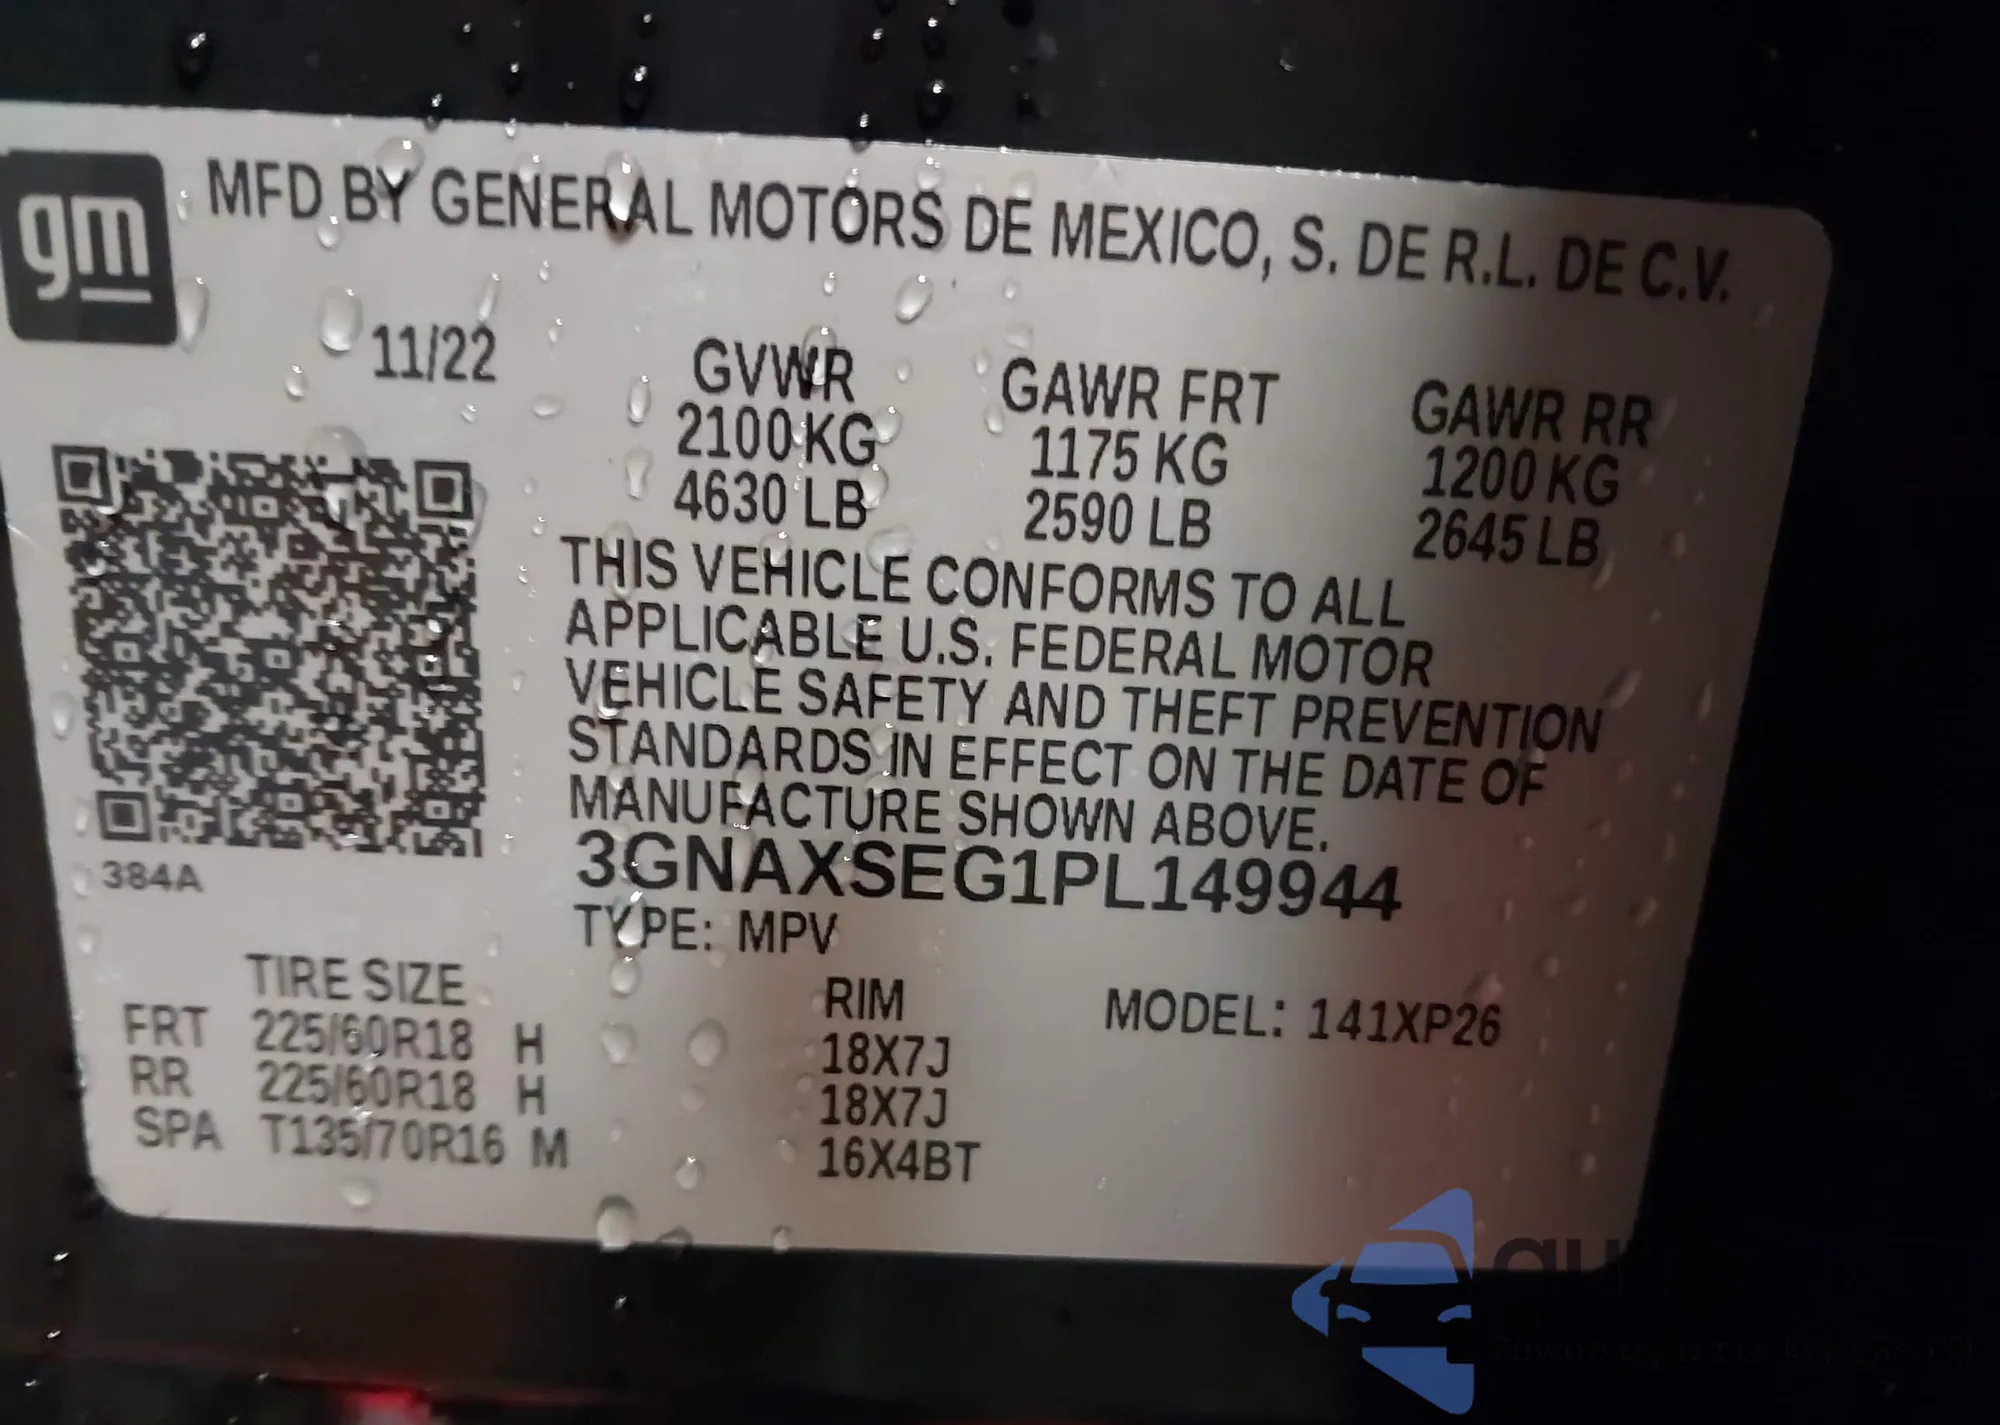 gm
MFD BY GENERAL MOTORS DE MEXICO, S. DE R.L. DE C.V.
11/22
GVWR GAWR FRT GAWR RR
2100 KG 1175 KG 1200 KG
4630 LB 2590 LB 2645 LB
THIS VEHICLE CONFORMS TO ALL
APPLICABLE U.S. FEDERAL MOTOR
VEHICLE SAFETY AND THEFT PREVENTION
STANDARDS IN EFFECT ON THE DATE OF
MANUFACTURE SHOWN ABOVE.
3GNAXSEG1PL149944
384A
TYPE: MPV
TIRE SIZE RIM MODEL: 141XP26
FRT 225/60R18 H 18X7J
RR 225/60R18 H 18X7J
SPA T135/70R16 M 16X4BT